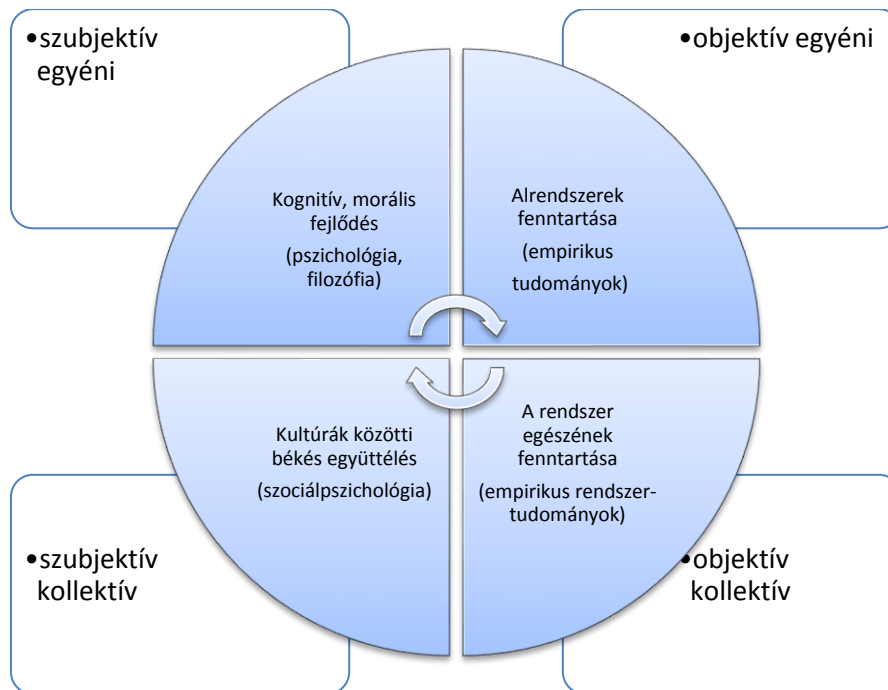 •szubjektív
egyéni
•objektív egyéni
Kognitív, morális
fejlődés
(pszichológia,
filozófia)
Alrendszerek
fenntartása
(empirikus
tudományok)
Kultúrák közötti
békés együttélés
(szociálpszichológia)
A rendszer
egészének
fenntartása
(empirikus rendszer-
tudományok)
•szubjektív
kollektív
•objektív
kollektív